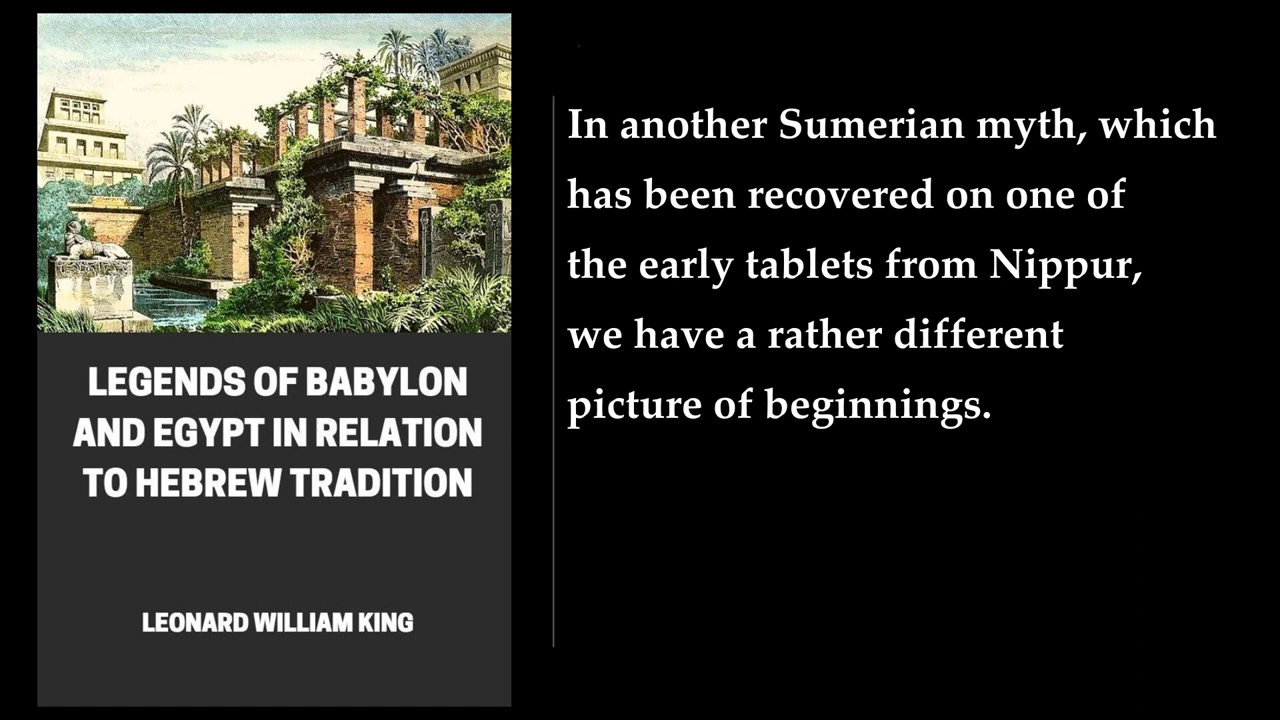 LEGENDS OF BABYLON
AND EGYPT IN RELATION
TO HEBREW TRADITION
LEONARD WILLIAM KING
In another Sumerian myth, which
has been recovered on one of
the early tablets from Nippur,
we have a rather different
picture of beginnings.